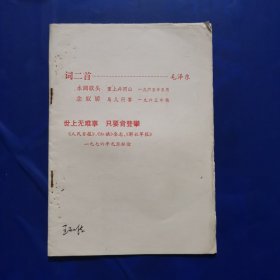 词二首 毛泽东
水调歌头 重上井冈山 一九六五年五月
念奴娇 鸟儿问答 一九六五年秋
世上无难事 只要肯登攀
《人民日报》、《红旗》杂志、《解放军报》
一九七六年元旦社论